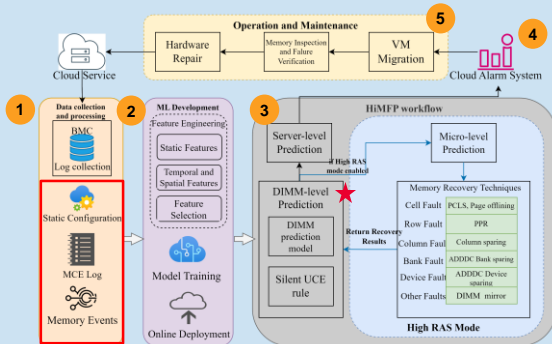 5
Operation and Maintenance
4
Hardware
Repair
Memory Inspection
and Falure
Verification
VM
Migration
Cloud Service
Cloud Alarm System
1
Data collection
and processing
BMC
Log collection
Static Configuration
MCE Log
Memory Events
2
ML Development
Feature Engineering
Static Features
Temporal and
Spatial Features
Feature
Selection
Model Training
Online Deployment
3
HiMFP workflow
Server-level
Prediction
if High RAS
mode enabled
Micro-level
Prediction
DIMM-level
Prediction
DIMM
prediction
model
Silent UCE
rule
Return Recovery
Results
Memory Recovery Techniques
Cell Fault PCLS, Page offlining
Row Fault PPR
Column Fault Column sparing
Bank Fault ADDDC Bank sparing
Device Fault ADDDC Device
sparing
Other Faults DIMM mirror
High RAS Mode